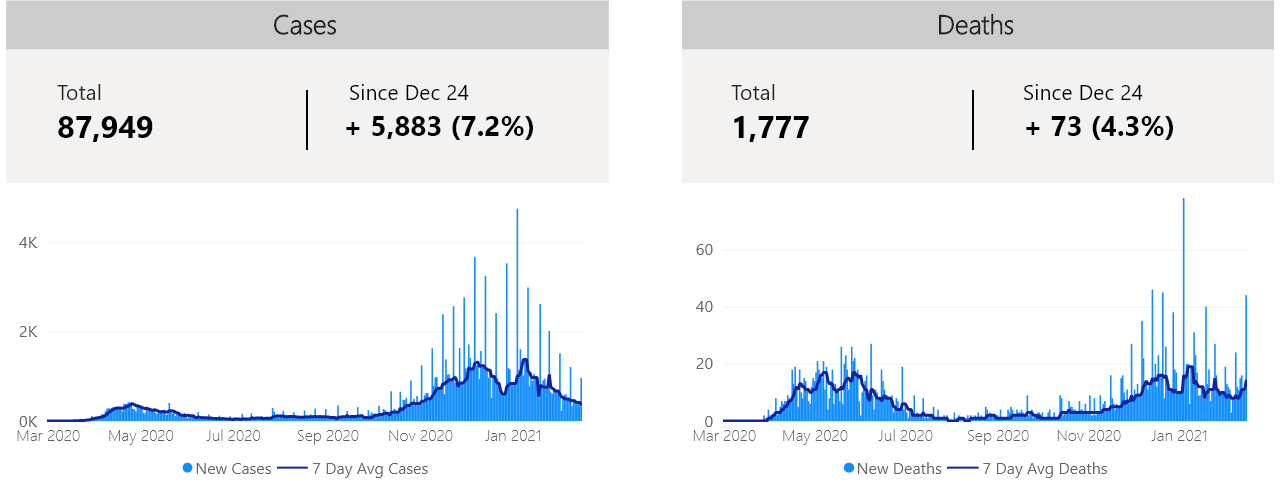 Cases
Total
87,949
Since Dec 24
+ 5,883 (7.2%)
4K
2K
0K
Mar 2020 May 2020 Jul 2020 Sep 2020 Nov 2020 Jan 2021
New Cases 7 Day Avg Cases
Deaths
Total
1,777
Since Dec 24
+ 73 (4.3%)
60
40
20
0
Mar 2020 May 2020 Jul 2020 Sep 2020 Nov 2020 Jan 2021
New Deaths 7 Day Avg Deaths